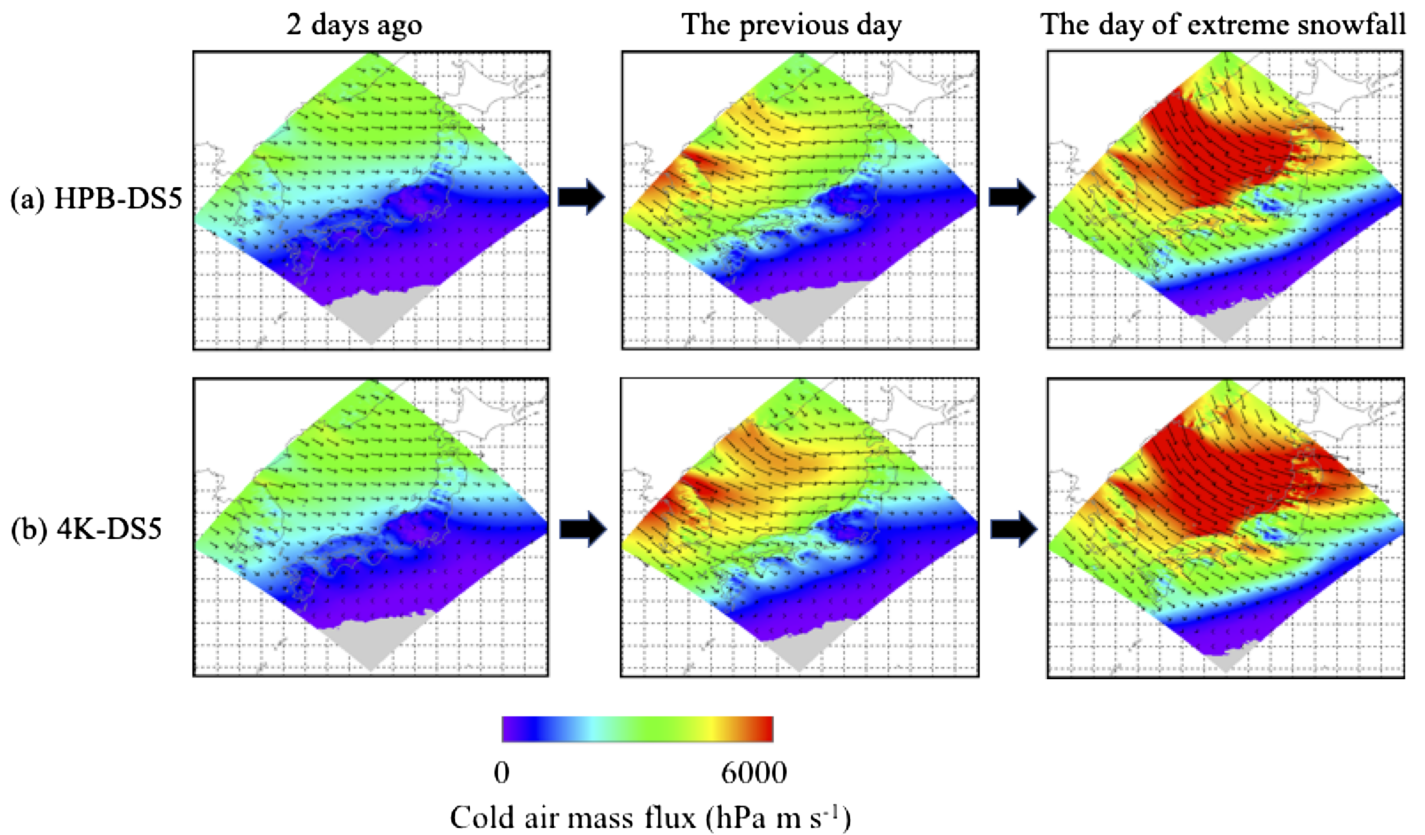 2 days ago
The previous day
The day of extreme snowfall
(a) HPB-DS5
(b) 4K-DS5
0
6000
Cold air mass flux (hPa m s⁻¹)